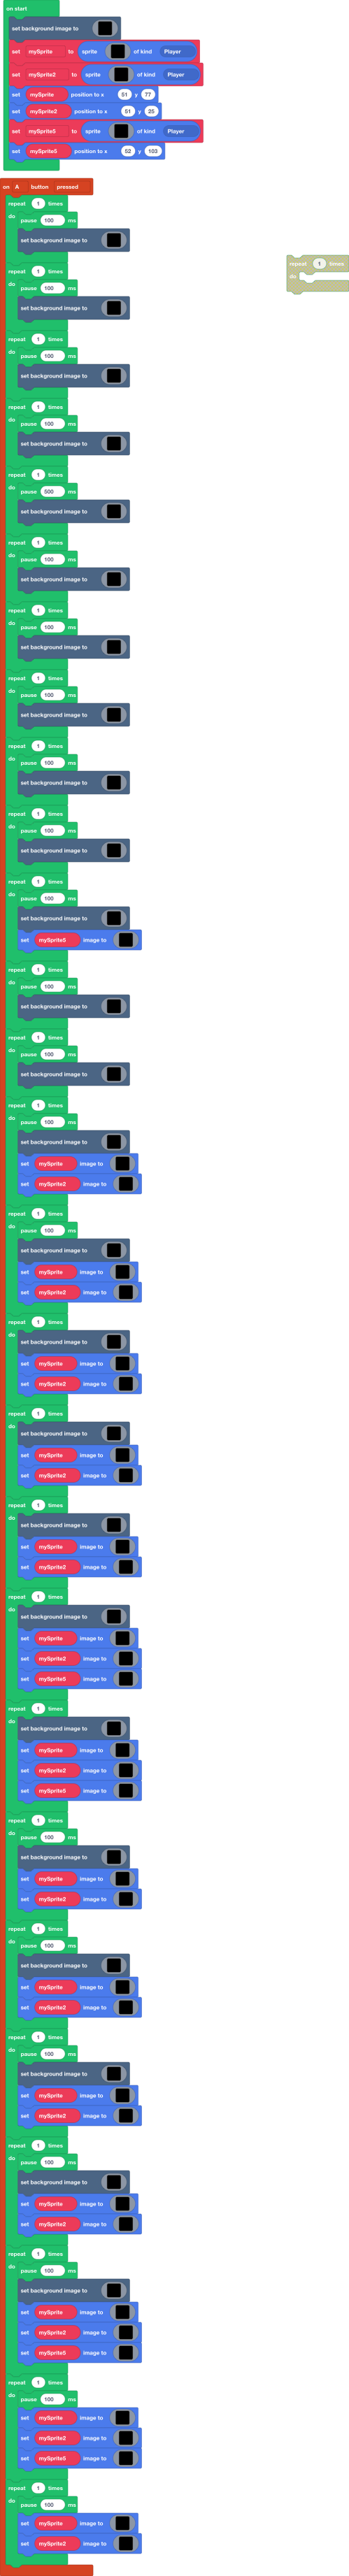 on start
set background image to
set mySprite to sprite of kind Player
set mySprite2 to sprite of kind Player
set mySprite position to x 51 y 77
set mySprite2 position to x 51 y 25
set mySprite5 to sprite of kind Player
set mySprite5 position to x 52 y 103
on A button pressed
repeat 1 times
do pause 100 ms
set background image to
repeat 1 times
do
repeat 1 times
do pause 100 ms
set background image to
repeat 1 times
do pause 100 ms
set background image to
repeat 1 times
do pause 100 ms
set background image to
repeat 1 times
do pause 500 ms
set background image to
repeat 1 times
do pause 100 ms
set background image to
repeat 1 times
do pause 100 ms
set background image to
repeat 1 times
do pause 100 ms
set background image to
repeat 1 times
do pause 100 ms
set background image to
repeat 1 times
do pause 100 ms
set background image to
repeat 1 times
do pause 100 ms
set background image to
set mySprite5 image to
repeat 1 times
do pause 100 ms
set background image to
repeat 1 times
do pause 100 ms
set background image to
repeat 1 times
do pause 100 ms
set background image to
set mySprite image to
set mySprite2 image to
repeat 1 times
do pause 100 ms
set background image to
set mySprite image to
set mySprite2 image to
repeat 1 times
do set background image to
set mySprite image to
set mySprite2 image to
repeat 1 times
do set background image to
set mySprite image to
set mySprite2 image to
repeat 1 times
do set background image to
set mySprite image to
set mySprite2 image to
repeat 1 times
do set background image to
set mySprite image to
set mySprite2 image to
set mySprite5 image to
repeat 1 times
do set background image to
set mySprite image to
set mySprite2 image to
set mySprite5 image to
repeat 1 times
do pause 100 ms
set background image to
set mySprite image to
set mySprite2 image to
repeat 1 times
do pause 100 ms
set background image to
set mySprite image to
set mySprite2 image to
repeat 1 times
do pause 100 ms
set background image to
set mySprite image to
set mySprite2 image to
repeat 1 times
do pause 100 ms
set background image to
set mySprite image to
set mySprite2 image to
repeat 1 times
do pause 100 ms
set background image to
set mySprite image to
set mySprite2 image to
set mySprite5 image to
repeat 1 times
do pause 100 ms
set mySprite image to
set mySprite2 image to
set mySprite5 image to
repeat 1 times
do pause 100 ms
set mySprite image to
set mySprite2 image to